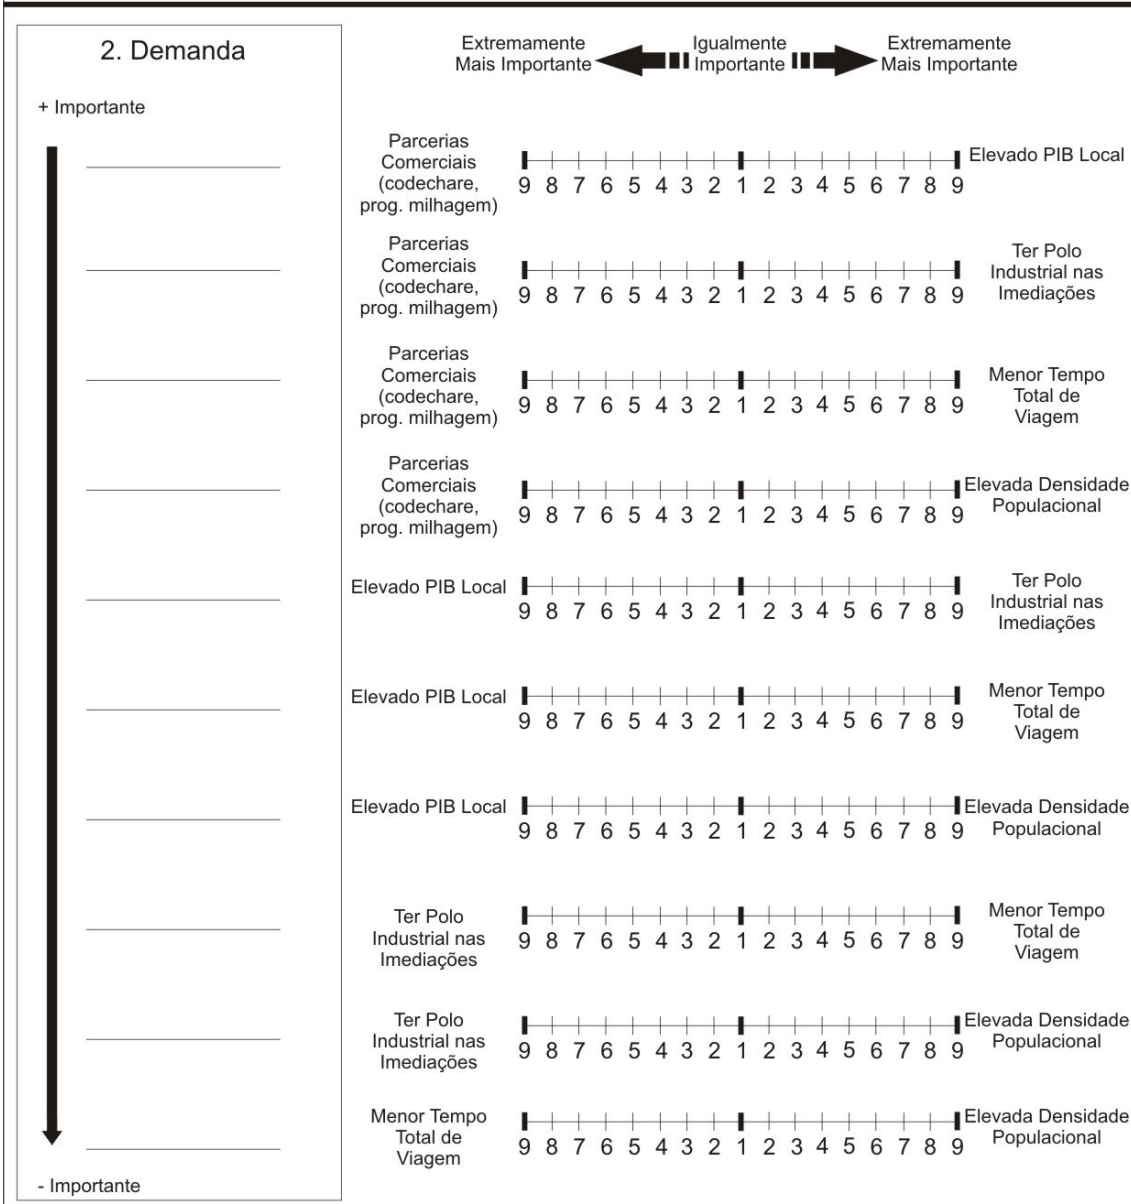 2. Demanda
+ Importante
- Importante
Extremamente
Mais Importante
Igualmente
Importante
Extremamente
Mais Importante
Parcerias
Comerciais
(codechare,
prog. milhagem)
9 8 7 6 5 4 3 2 1 2 3 4 5 6 7 8 9
Elevado PIB Local
Parcerias
Comerciais
(codechare,
prog. milhagem)
9 8 7 6 5 4 3 2 1 2 3 4 5 6 7 8 9
Ter Polo
Industrial nas
Imediações
Parcerias
Comerciais
(codechare,
prog. milhagem)
9 8 7 6 5 4 3 2 1 2 3 4 5 6 7 8 9
Menor Tempo
Total de
Viagem
Parcerias
Comerciais
(codechare,
prog. milhagem)
9 8 7 6 5 4 3 2 1 2 3 4 5 6 7 8 9
Elevada Densidade
Populacional
Elevado PIB Local
9 8 7 6 5 4 3 2 1 2 3 4 5 6 7 8 9
Ter Polo
Industrial nas
Imediações
Elevado PIB Local
9 8 7 6 5 4 3 2 1 2 3 4 5 6 7 8 9
Menor Tempo
Total de
Viagem
Elevado PIB Local
9 8 7 6 5 4 3 2 1 2 3 4 5 6 7 8 9
Elevada Densidade
Populacional
Ter Polo
Industrial nas
Imediações
9 8 7 6 5 4 3 2 1 2 3 4 5 6 7 8 9
Menor Tempo
Total de
Viagem
Ter Polo
Industrial nas
Imediações
9 8 7 6 5 4 3 2 1 2 3 4 5 6 7 8 9
Elevada Densidade
Populacional
Menor Tempo
Total de
Viagem
9 8 7 6 5 4 3 2 1 2 3 4 5 6 7 8 9
Elevada Densidade
Populacional